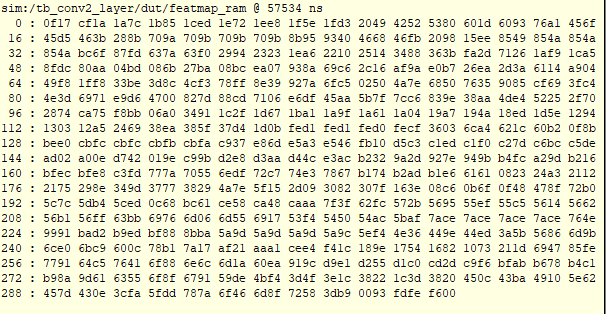 sim:/tb_conv2_layer/dut/featmap_ram @ 57534 ns
0 : 0f17 cf1a 1a7c 1b85 1ced 1e72 1ee8 1f5e 1fd3 2049 4252 5380 601d 6093 76a1 456f
16 : 45d5 463b 288b 709a 709b 709b 709b 8b95 9340 4668 46fb 2098 15ee 8549 854a 854a
32 : 854a bc6f 87fd 637a 63f0 2994 2323 1ea6 2210 2514 3488 363b fa2d 7126 1af9 1ca5
48 : 8fdc 80aa 04bd 086b 27ba 08bc ea07 938a 69c6 2c16 af9a e0b7 26ea 2d3a 6114 a904
64 : 49f8 1ff8 33be 3d8c 4cf3 78ff 8e39 927a 6fc5 0250 4a7e 6850 7635 9085 cf69 3fc4
80 : 4e3d 6971 e9d6 4700 827d 88cd 7106 e6df 45aa 5b7f 7cc6 839e 38aa 4de4 5225 2f70
96 : 2874 ca75 f8bb 06a0 3491 1c2f 1d67 1ba1 1a9f 1a61 1a04 19a7 194a 18ed 1d5e 1294
112 : 1303 12a5 2469 38ea 385f 37d4 1d0b fed1 fed1 fed0 fecf 3603 6ca4 621c 60b2 0f8b
128 : bee0 cbfc cbfc cbfb cbfa c937 e86d e5a3 e546 fb10 d5c3 c1ed c1f0 c27d c6bc c5de
144 : ad02 a00e d742 019e c99b d2e8 d3aa d44c e3ac b232 9a2d 927e 949b b4fc a29d b216
160 : bfec bfe8 c3fd 777a 7055 6edf 72c7 74e3 7867 b174 b2ad b1e6 6161 0823 24a3 2112
176 : 2175 298e 349d 3777 3829 4a7e 5f15 2d09 3082 307f 163e 08c6 0b6f 0f48 478f 72b0
192 : 5c7c 5db4 5ced 0c68 bc61 ce58 ca48 caaa 7f3f 62fc 572b 5695 55ef 55c5 5614 5662
208 : 56b1 56ff 63bb 6976 6d06 6d55 6917 53f4 5450 54ac 5baf 7ace 7ace 7ace 7ace 764e
224 : 9991 bad2 b9ed bf88 8bba 5a9d 5a9d 5a9d 5a9d 5a9c 5ef4 4e36 449e 44ed 3a5b 5686 6d9b
240 : 6ce0 6bc9 600c 78b1 7a17 af21 aaa1 cee4 f41c 189e 1754 1682 1073 211d 6947 85fe
256 : 7791 64c5 7641 6f88 6e6c 6d1a 60ea 919c d9e1 d255 d1c0 cd2d c9f6 bfab b678 b4c1
272 : b98a 9d61 6355 6f8f 6791 59de 4bf4 3d4f 3e1c 3822 1c3d 3820 450c 43ba 4910 5e62
288 : 457d 430e 3cfa 5fdd 787a 6f46 6d8f 7258 3db9 0093 fdfe f600